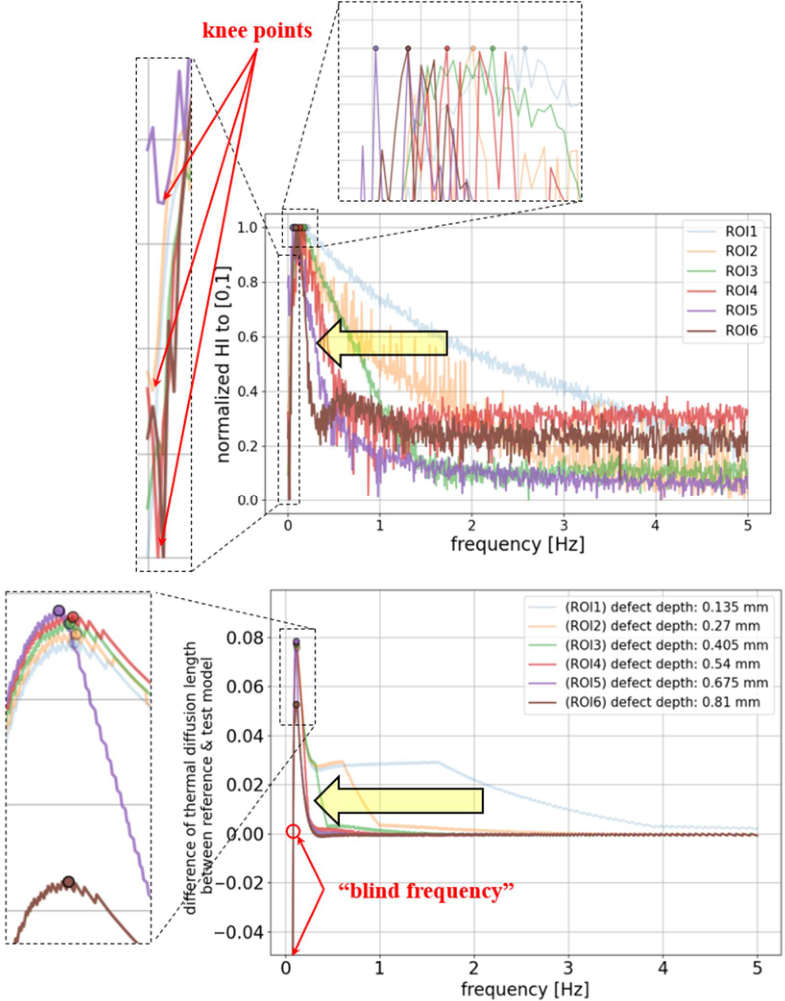 knee points
normalized HI to [0,1]
1.0
0.8
0.6
0.4
0.2
0.0
ROI1
ROI2
ROI3
ROI4
ROI5
ROI6
0
1
2
3
4
5
frequency [Hz]
difference of thermal diffusion length
between reference & test model
0.08
0.06
0.04
0.02
0.00
−0.02
−0.04
(ROI1) defect depth: 0.135 mm
(ROI2) defect depth: 0.27 mm
(ROI3) defect depth: 0.405 mm
(ROI4) defect depth: 0.54 mm
(ROI5) defect depth: 0.675 mm
(ROI6) defect depth: 0.81 mm
“blind frequency”
0
1
2
3
4
5
frequency [Hz]